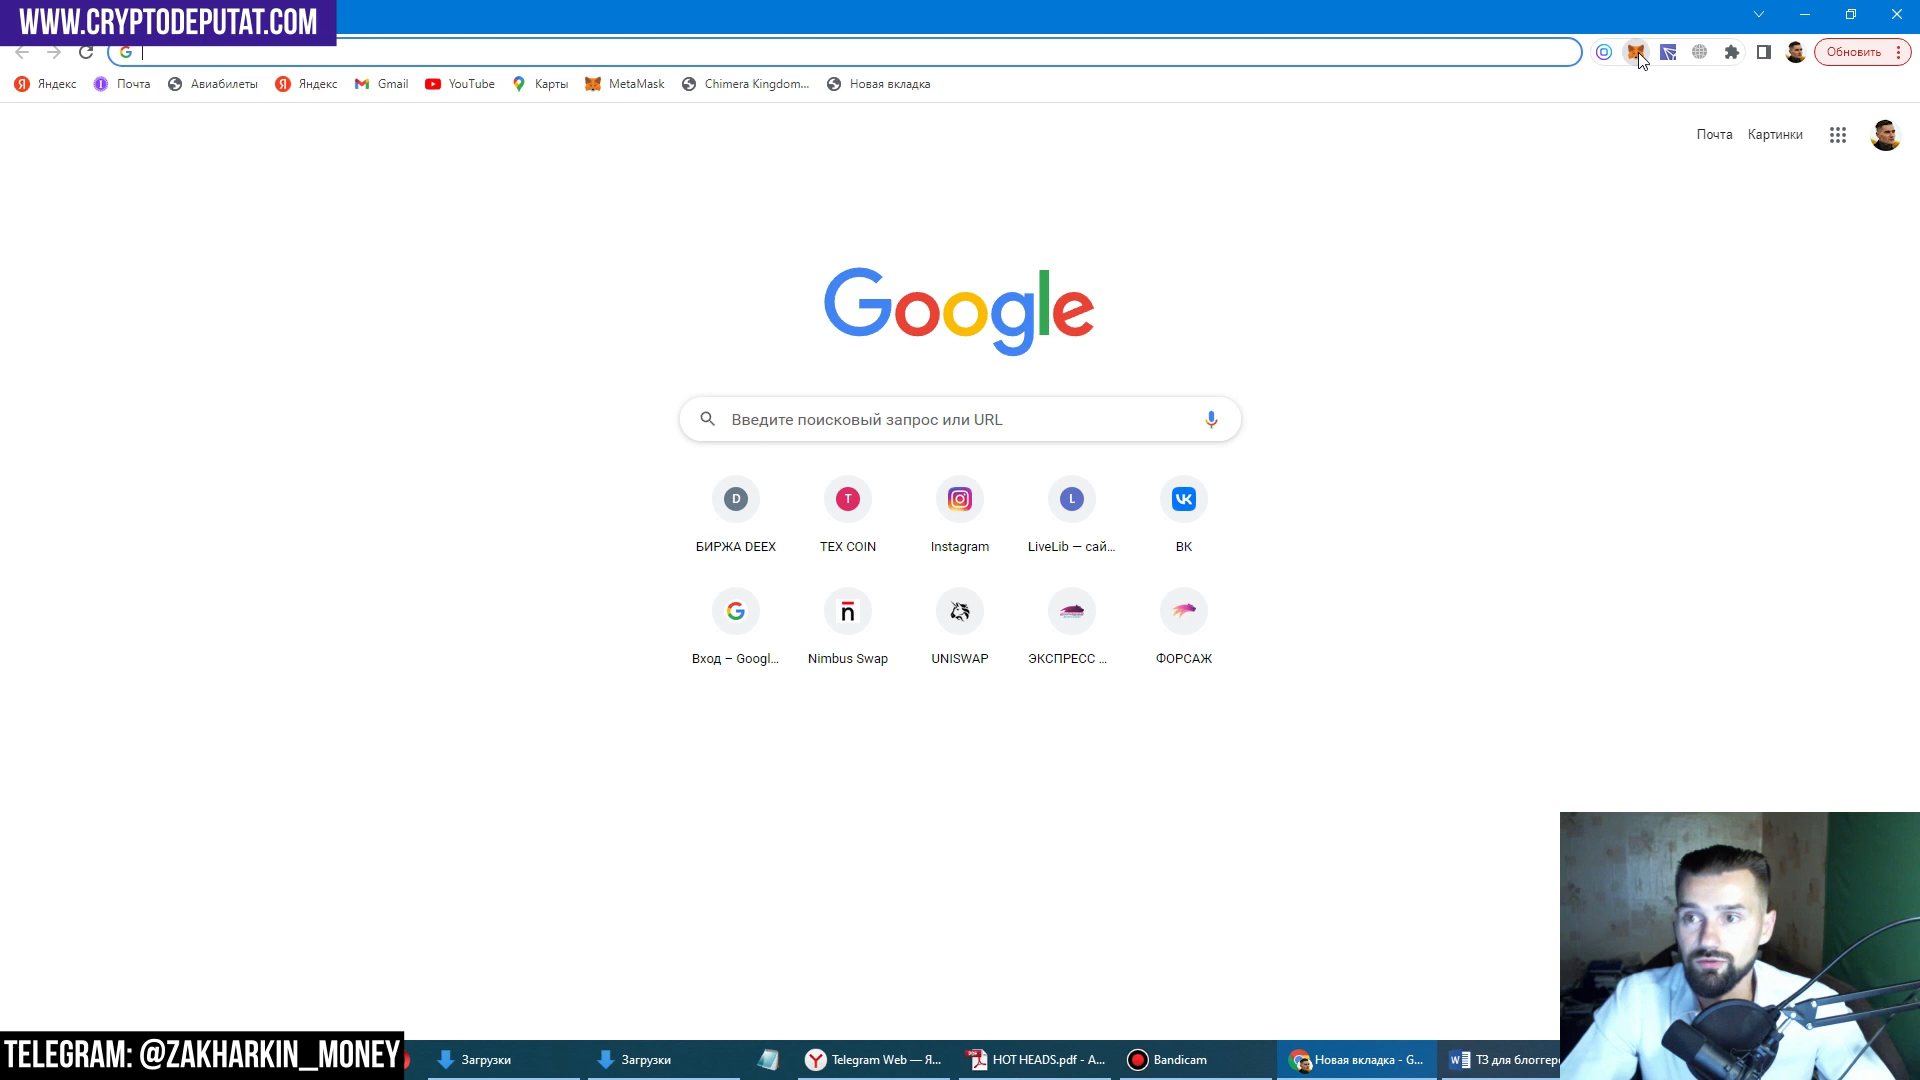 WWW.CRYPTODEPUTAT.COM
Обновить
Яндекс
Почта
Авиабилеты
Яндекс
Gmail
YouTube
Карты
MetaMask
Chimera Kingdom...
Новая вкладка
Почта
Картинки
Google
Введите поисковый запрос или URL
D
T
L
БИРЖА DEEX
TEX COIN
Instagram
LiveLib — сай...
ВК
Вход – Googl...
Nimbus Swap
UNISWAP
ЭКСПРЕСС ...
ФОРСАЖ
TELEGRAM: @ZAKHARKIN_MONEY
Загрузки
Загрузки
Telegram Web — Я...
HOT HEADS.pdf - A...
Bandicam
Новая вкладка - G...
ТЗ для блоггеро